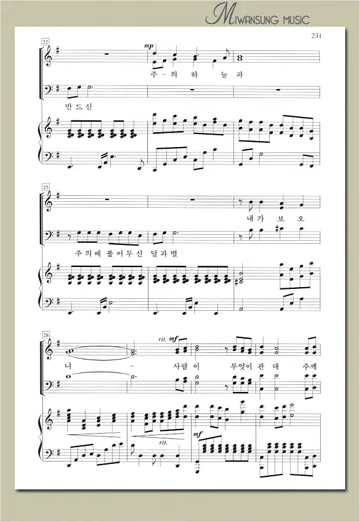 MIWANSUNG MUSIC
231
22
mp
주 - 의 하 늘 과
만 드 신
25
내 가 보 오
주 의 베 풀 어 두 신 달 과 별
28
rit. mf
니 - 사 람 이 무 엇 이 관 대 주 께
rit. mf